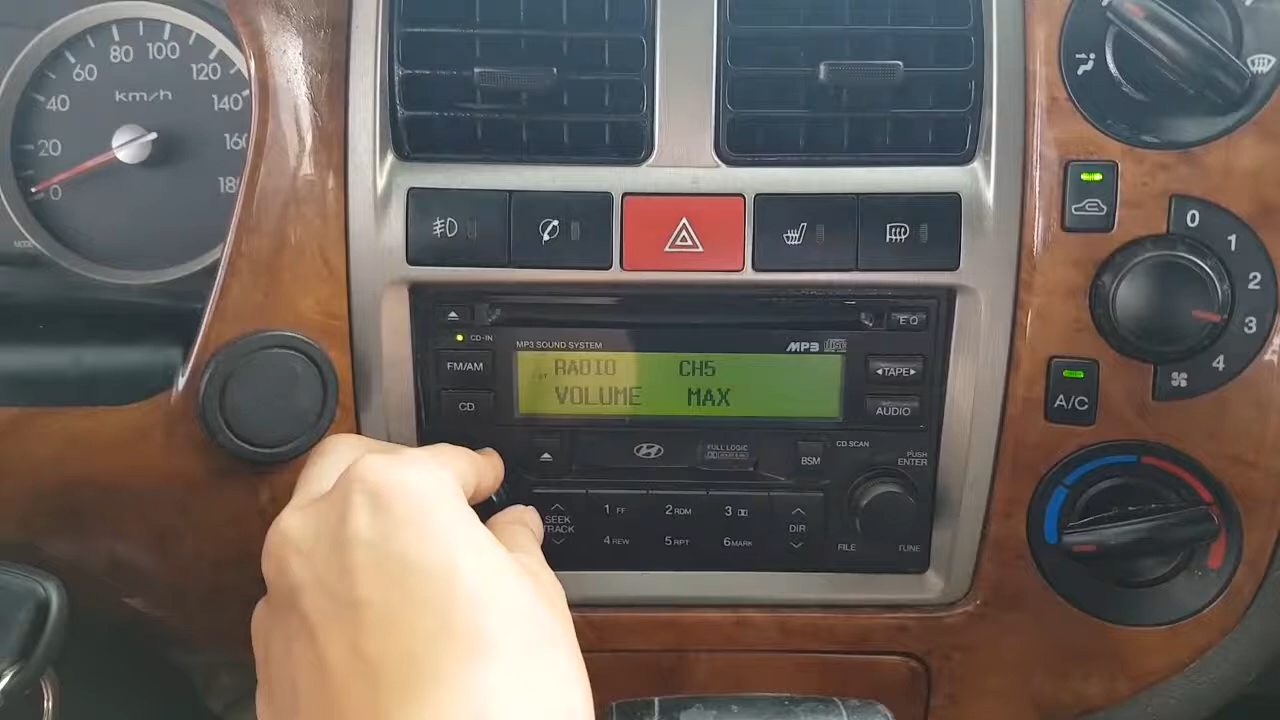 0
20
40
60
80
100
120
140
160
180
km/h
CD-IN
MP3 SOUND SYSTEM
MP3
EQ
FM/AM
CD
RADIO CH5
VOLUME MAX
◄TAPE►
AUDIO
FULL LOGIC
BSM
CD SCAN
PUSH
ENTER
SEEK
TRACK
1 FF
2 RDM
3
4 REW
5 RPT
6 MARK
DIR
FILE
TUNE
0
1
2
3
4
A/C